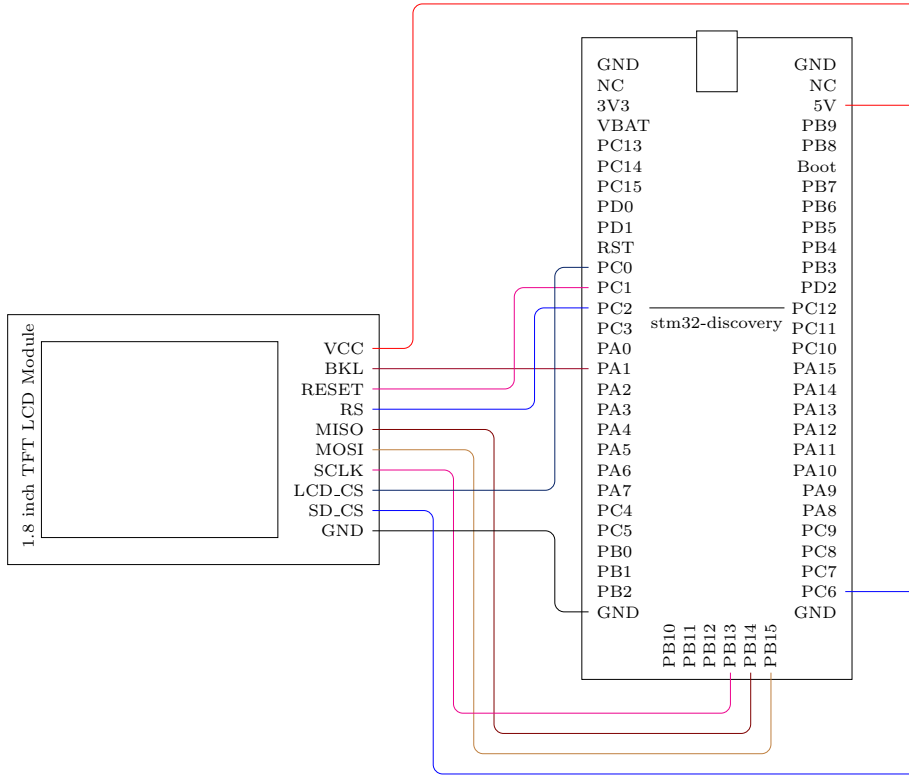 1.8 inch TFT LCD Module
VCC
BKL
RESET
RS
MISO
MOSI
SCLK
LCD_CS
SD_CS
GND
GND
NC
3V3
VBAT
PC13
PC14
PC15
PD0
PD1
RST
PC0
PC1
PC2
PC3
PA0
PA1
PA2
PA3
PA4
PA5
PA6
PA7
PC4
PC5
PB0
PB1
PB2
GND
stm32-discovery
PB10
PB11
PB12
PB13
PB14
PB15
GND
NC
5V
PB9
PB8
Boot
PB7
PB6
PB5
PB4
PB3
PD2
PC12
PC11
PC10
PA15
PA14
PA13
PA12
PA11
PA10
PA9
PA8
PC9
PC8
PC7
PC6
GND